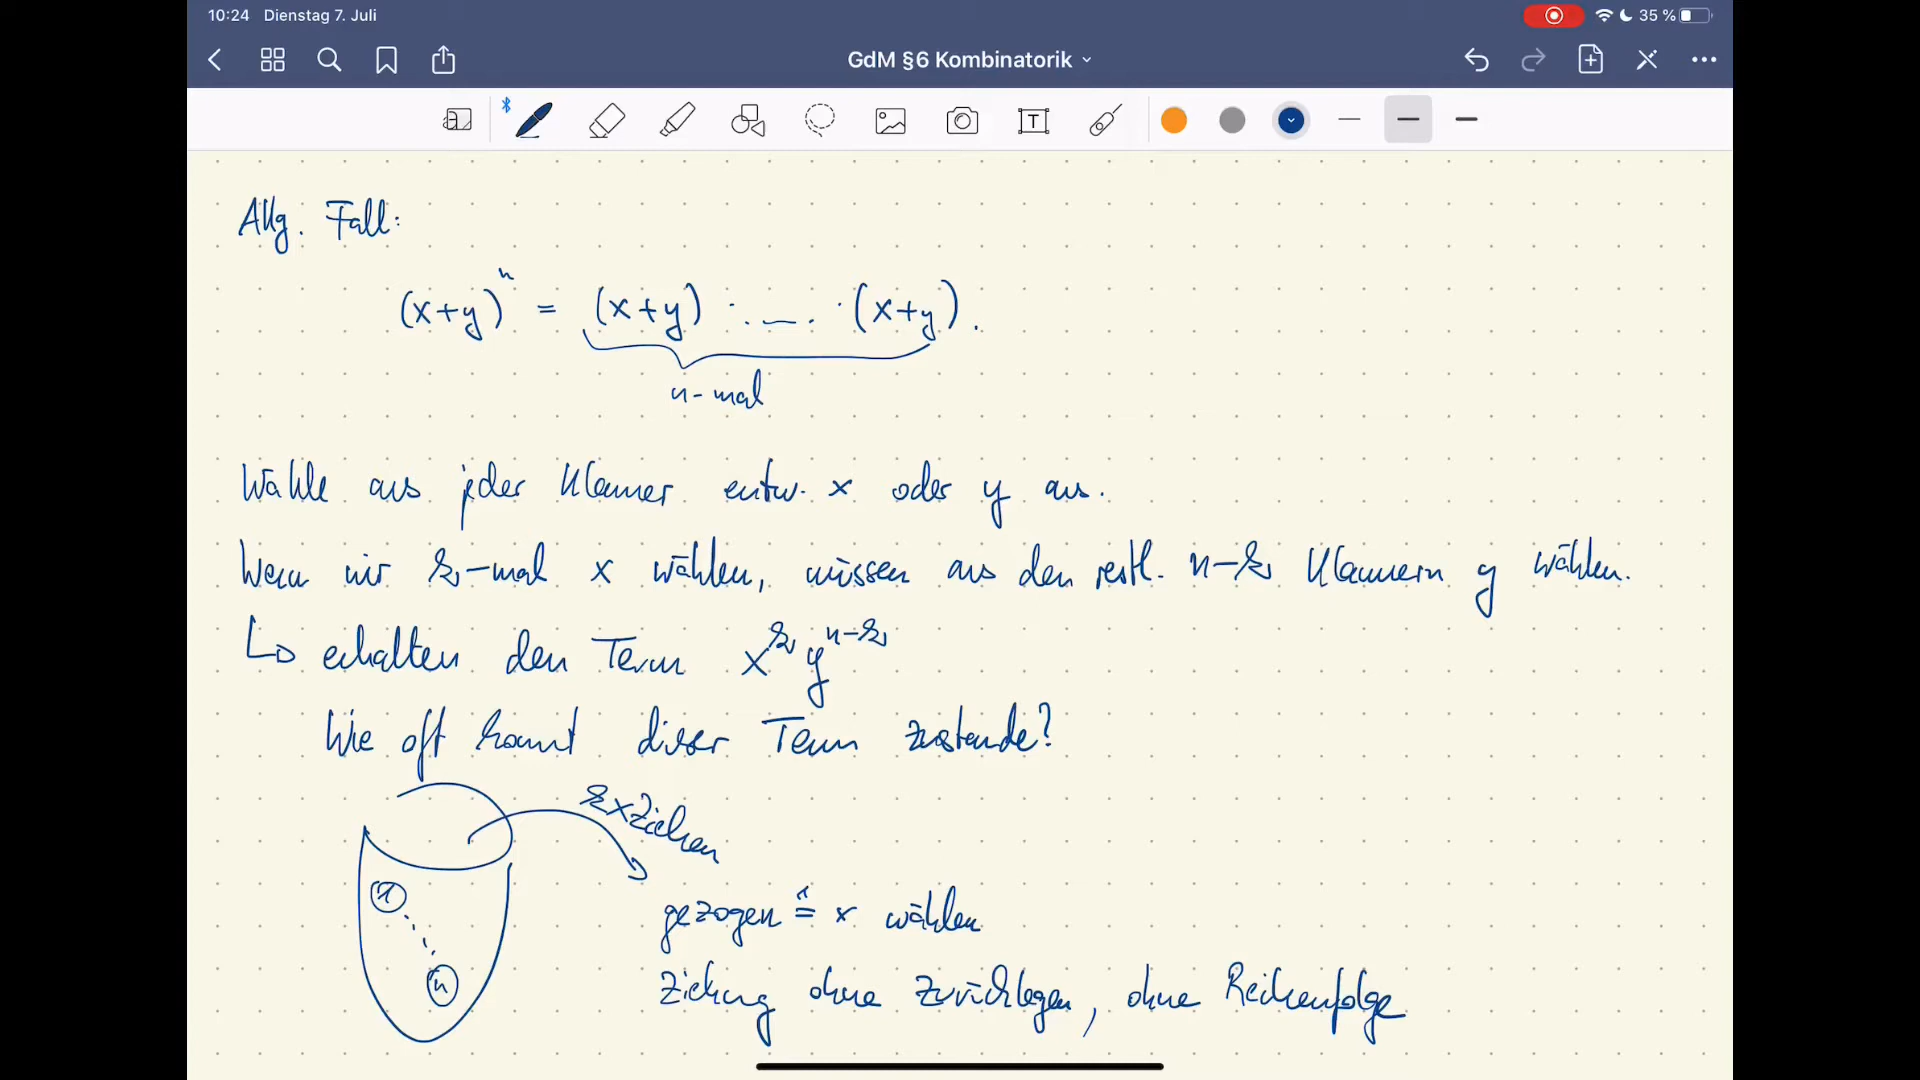 10:24 Dienstag 7. Juli 35 %
GdM §6 Kombinatorik
Allg. Fall:
(x+y)^n = (x+y) · ... · (x+y).
n-mal
Wähle aus jeder Klammer entw. x oder y aus.
Wenn wir k-mal x wählen, müssen aus den restl. n-k Klammern y wählen.
↳ erhalten den Term x^k y^{n-k}
Wie oft kommt dieser Term zustande?
k x Ziehen
1
gezogen ≙ x wählen
n
Ziehung ohne Zurücklegen, ohne Reihenfolge